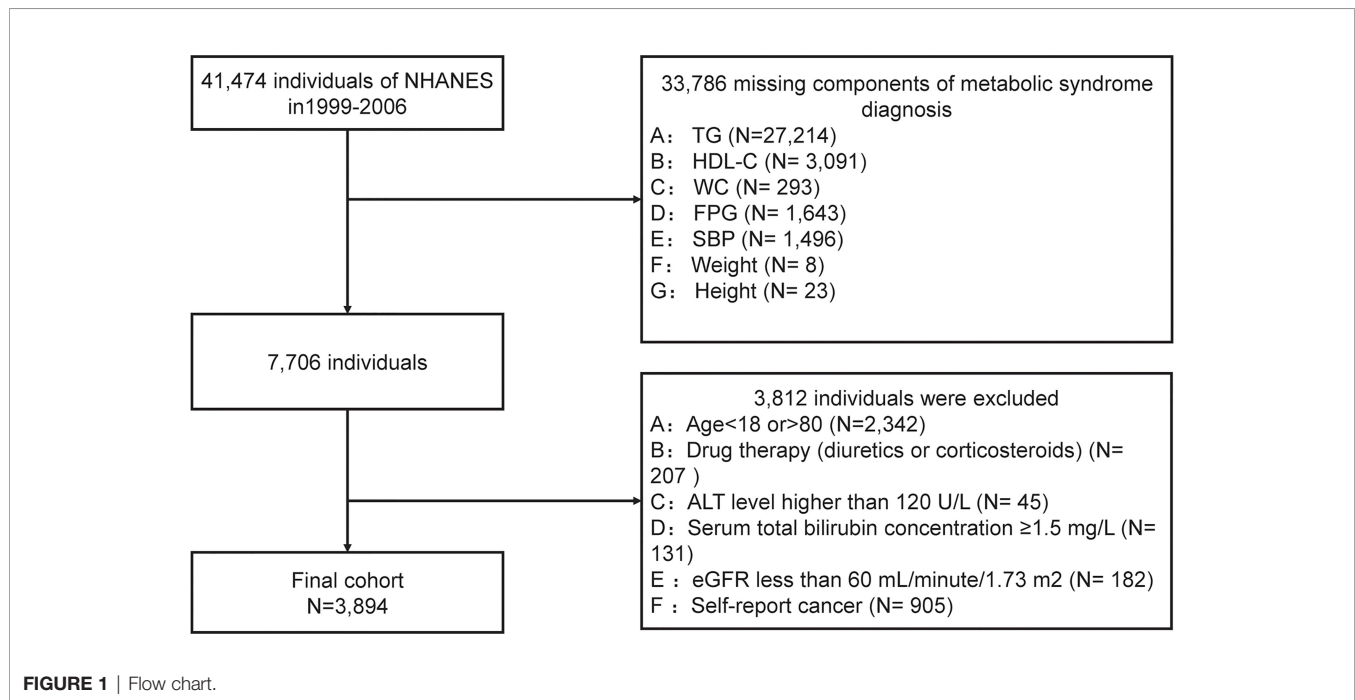 41,474 individuals of NHANES
in1999-2006
33,786 missing components of metabolic syndrome
diagnosis
A： TG (N=27,214)
B： HDL-C (N= 3,091)
C： WC (N= 293)
D： FPG (N= 1,643)
E： SBP (N= 1,496)
F： Weight (N= 8)
G： Height (N= 23)
7,706 individuals
3,812 individuals were excluded
A：Age<18 or>80 (N=2,342)
B：Drug therapy (diuretics or corticosteroids) (N=
207 )
C：ALT level higher than 120 U/L (N= 45)
D：Serum total bilirubin concentration ≥1.5 mg/L (N=
131)
E ：eGFR less than 60 mL/minute/1.73 m2 (N= 182)
F ：Self-report cancer (N= 905)
Final cohort
N=3,894
FIGURE 1 | Flow chart.